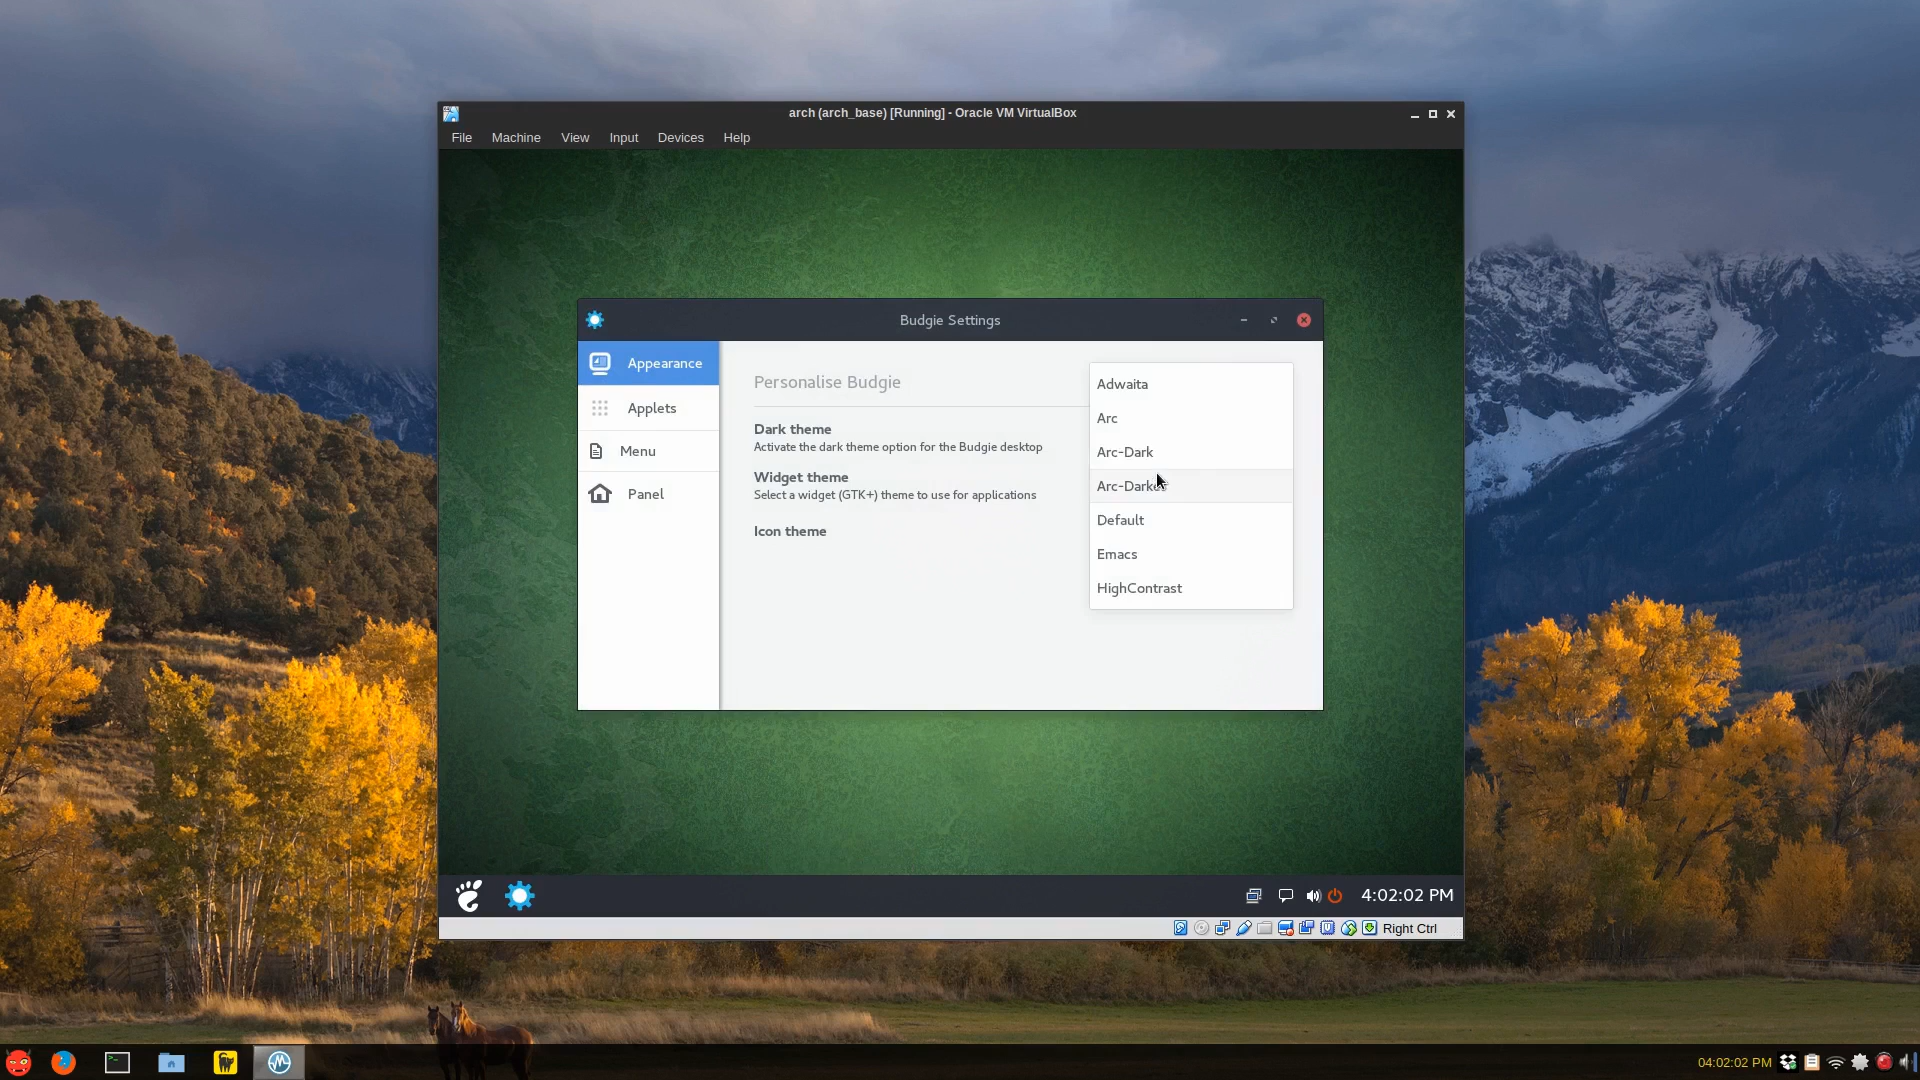 arch (arch_base) [Running] - Oracle VM VirtualBox
File Machine View Input Devices Help
Budgie Settings
Appearance
Applets
Menu
Panel
Personalise Budgie
Dark theme
Activate the dark theme option for the Budgie desktop
Widget theme
Select a widget (GTK+) theme to use for applications
Icon theme
Adwaita
Arc
Arc-Dark
Arc-Darker
Default
Emacs
HighContrast
4:02:02 PM
Right Ctrl
04:02:02 PM